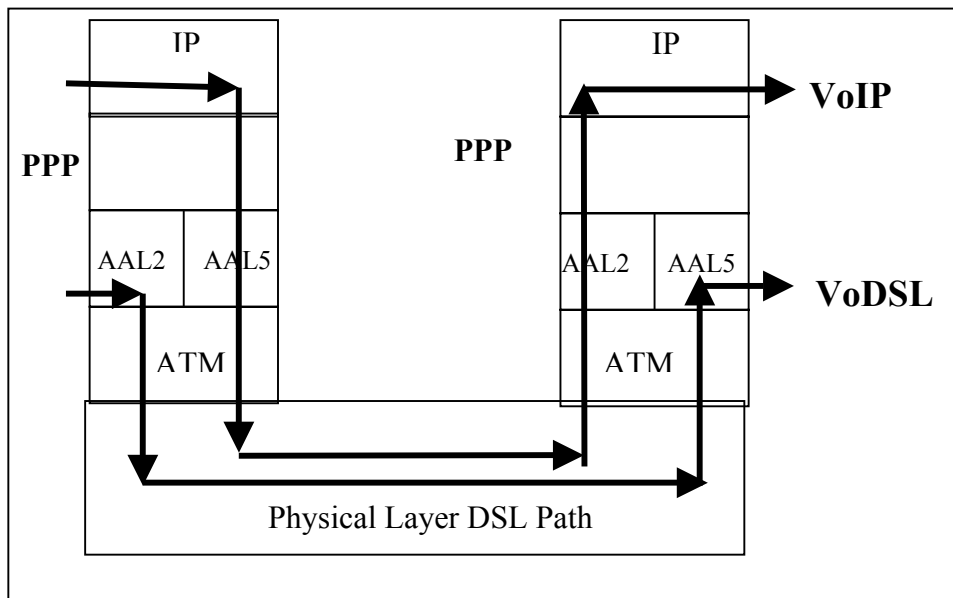 IP IP
VoIP
PPP PPP
AAL2 AAL5 AAL2 AAL5
VoDSL
ATM ATM
Physical Layer DSL Path